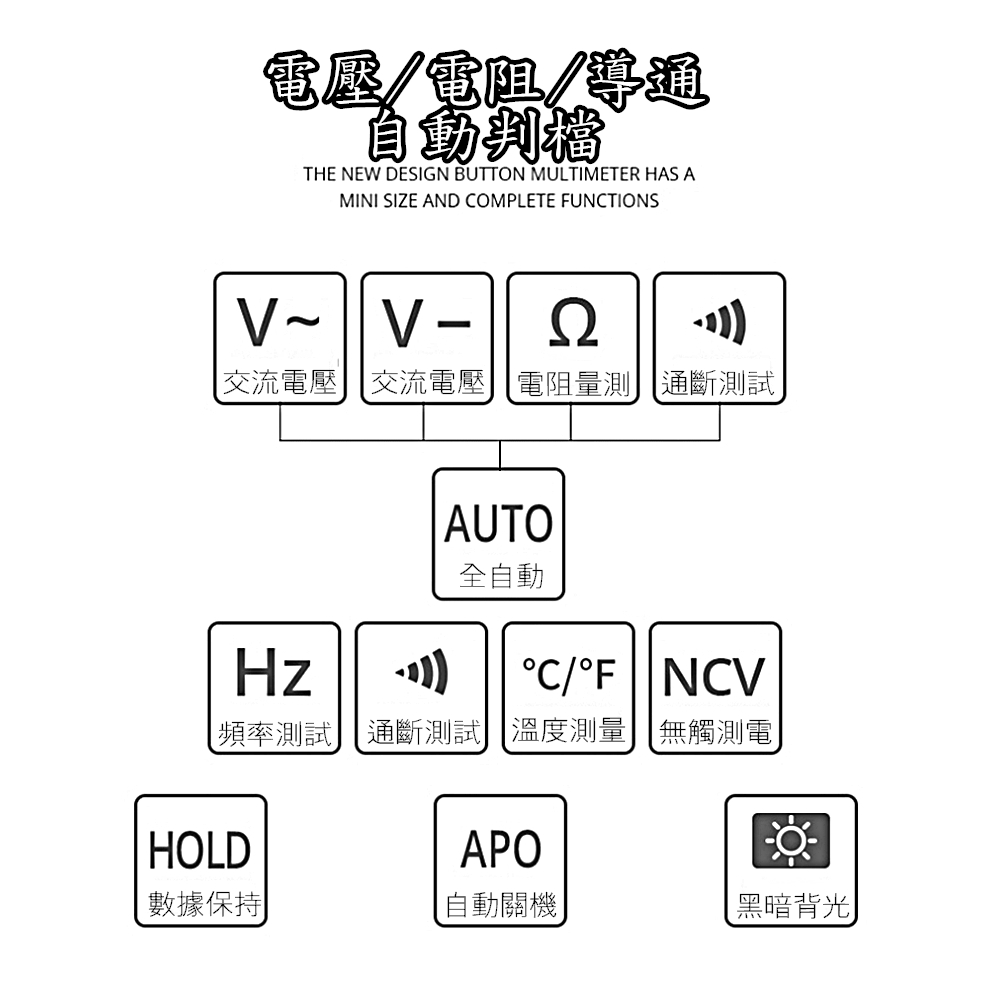 電壓/電阻/導通
自動判檔
THE NEW DESIGN BUTTON MULTIMETER HAS A
MINI SIZE AND COMPLETE FUNCTIONS
V~
交流電壓
V−
交流電壓
Ω
電阻量測
通斷測試
AUTO
全自動
Hz
頻率測試
通斷測試
°C/°F
溫度測量
NCV
無觸測電
HOLD
數據保持
APO
自動關機
黑暗背光